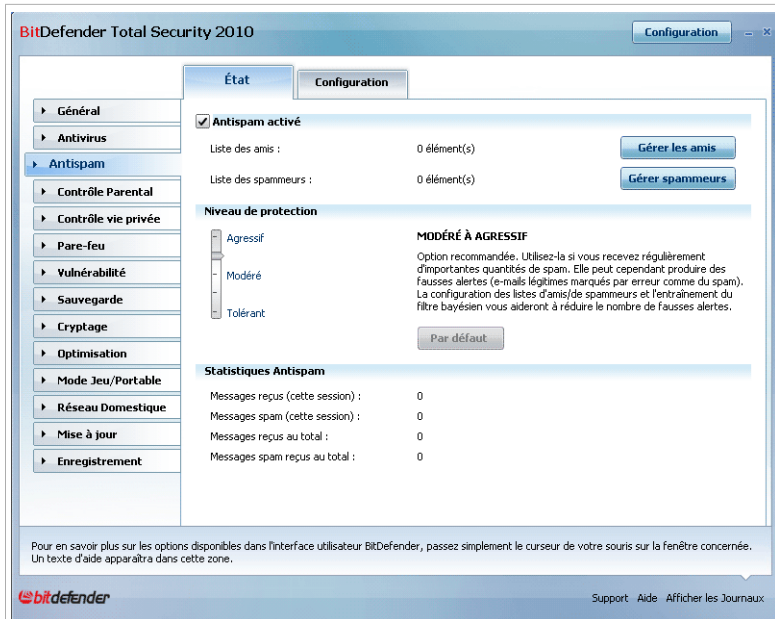 BitDefender Total Security 2010
Configuration
État
Configuration
Général
Antivirus
Antispam
Contrôle Parental
Contrôle vie privée
Pare-feu
Vulnérabilité
Sauvegarde
Cryptage
Optimisation
Mode Jeu/Portable
Réseau Domestique
Mise à jour
Enregistrement
Antispam activé
Liste des amis : 0 élément(s) Gérer les amis
Liste des spammeurs : 0 élément(s) Gérer spammeurs
Niveau de protection
Agressif
Modéré
Tolérant
MODÉRÉ À AGRESSIF
Option recommandée. Utilisez-la si vous recevez régulièrement
d'importantes quantités de spam. Elle peut cependant produire des
fausses alertes (e-mails légitimes marqués par erreur comme du spam).
La configuration des listes d'amis/de spammeurs et l'entraînement du
filtre bayésien vous aideront à réduire le nombre de fausses alertes.
Par défaut
Statistiques Antispam
Messages reçus (cette session) : 0
Messages spam (cette session) : 0
Messages reçus au total : 0
Messages spam reçus au total : 0
Pour en savoir plus sur les options disponibles dans l'interface utilisateur BitDefender, passez simplement le curseur de votre souris sur la fenêtre concernée.
Un texte d'aide apparaîtra dans cette zone.
bitdefender
Support Aide Afficher les Journaux